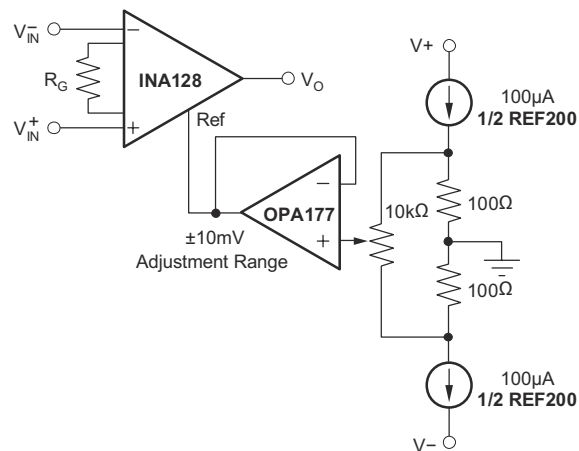 V−IN
RG
V+IN
−
+
INA128
VO
Ref
−
+
OPA177
±10mV
Adjustment Range
10kΩ
V+
100µA
1/2 REF200
100Ω
100Ω
100µA
1/2 REF200
V−